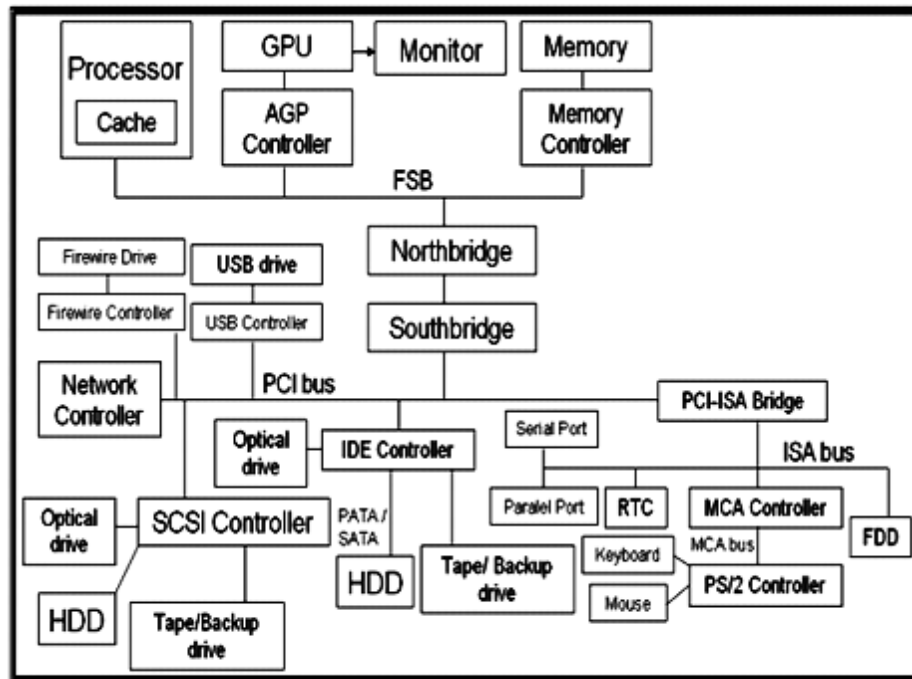 Processor
Cache
GPU
Monitor
Memory
AGP
Controller
Memory
Controller
FSB
Northbridge
Firewire Drive
USB drive
Firewire Controller
USB Controller
Southbridge
Network
Controller
PCI bus
PCI-ISA Bridge
Optical
drive
IDE Controller
Serial Port
ISA bus
Paralel Port
RTC
MCA Controller
FDD
Optical
drive
SCSI Controller
PATA /
SATA
MCA bus
Keyboard
Mouse
PS/2 Controller
HDD
Tape/ Backup
drive
HDD
Tape/Backup
drive